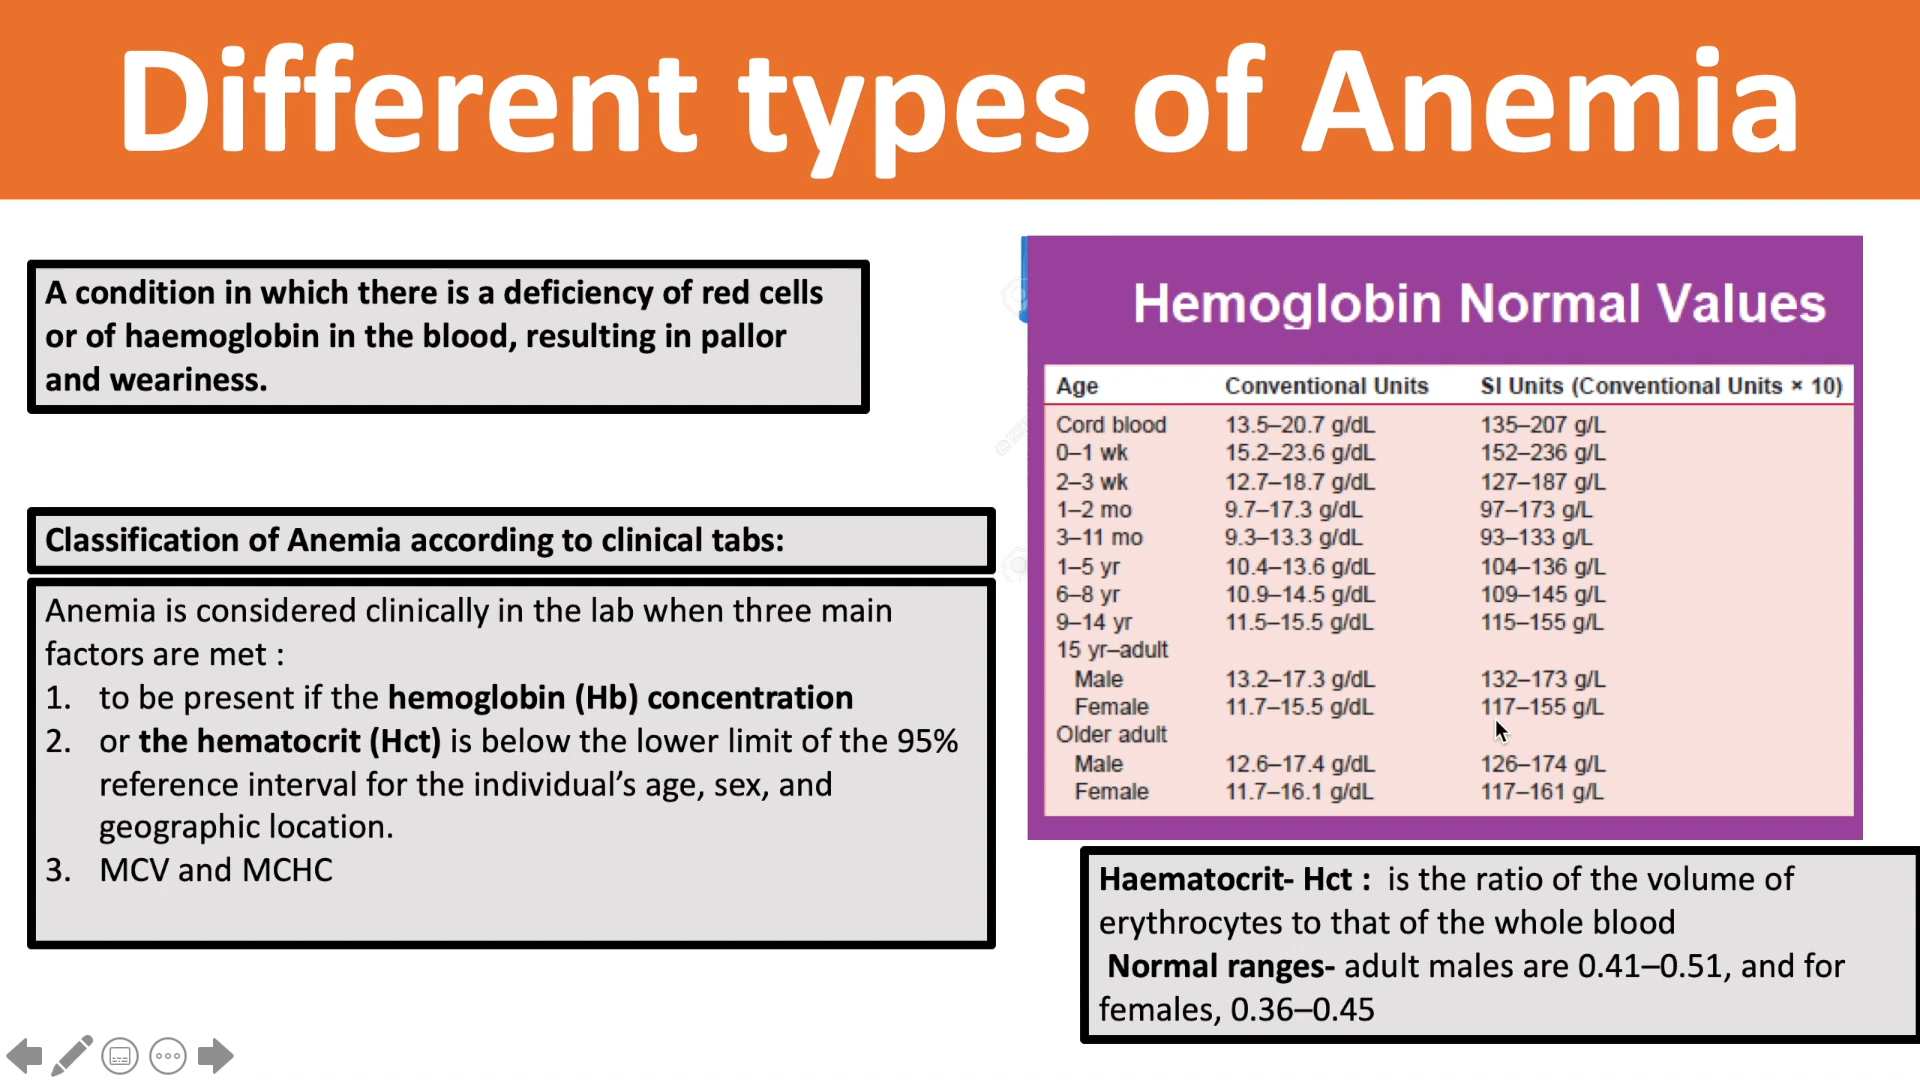 Different types of Anemia
A condition in which there is a deficiency of red cells
or of haemoglobin in the blood, resulting in pallor
and weariness.
Classification of Anemia according to clinical tabs:
Anemia is considered clinically in the lab when three main
factors are met :
1. to be present if the hemoglobin (Hb) concentration
2. or the hematocrit (Hct) is below the lower limit of the 95%
reference interval for the individual’s age, sex, and
geographic location.
3. MCV and MCHC
Hemoglobin Normal Values
Age Conventional Units SI Units (Conventional Units × 10)
Cord blood 13.5–20.7 g/dL 135–207 g/L
0–1 wk 15.2–23.6 g/dL 152–236 g/L
2–3 wk 12.7–18.7 g/dL 127–187 g/L
1–2 mo 9.7–17.3 g/dL 97–173 g/L
3–11 mo 9.3–13.3 g/dL 93–133 g/L
1–5 yr 10.4–13.6 g/dL 104–136 g/L
6–8 yr 10.9–14.5 g/dL 109–145 g/L
9–14 yr 11.5–15.5 g/dL 115–155 g/L
15 yr–adult
Male 13.2–17.3 g/dL 132–173 g/L
Female 11.7–15.5 g/dL 117–155 g/L
Older adult
Male 12.6–17.4 g/dL 126–174 g/L
Female 11.7–16.1 g/dL 117–161 g/L
Haematocrit- Hct : is the ratio of the volume of
erythrocytes to that of the whole blood
Normal ranges- adult males are 0.41–0.51, and for
females, 0.36–0.45